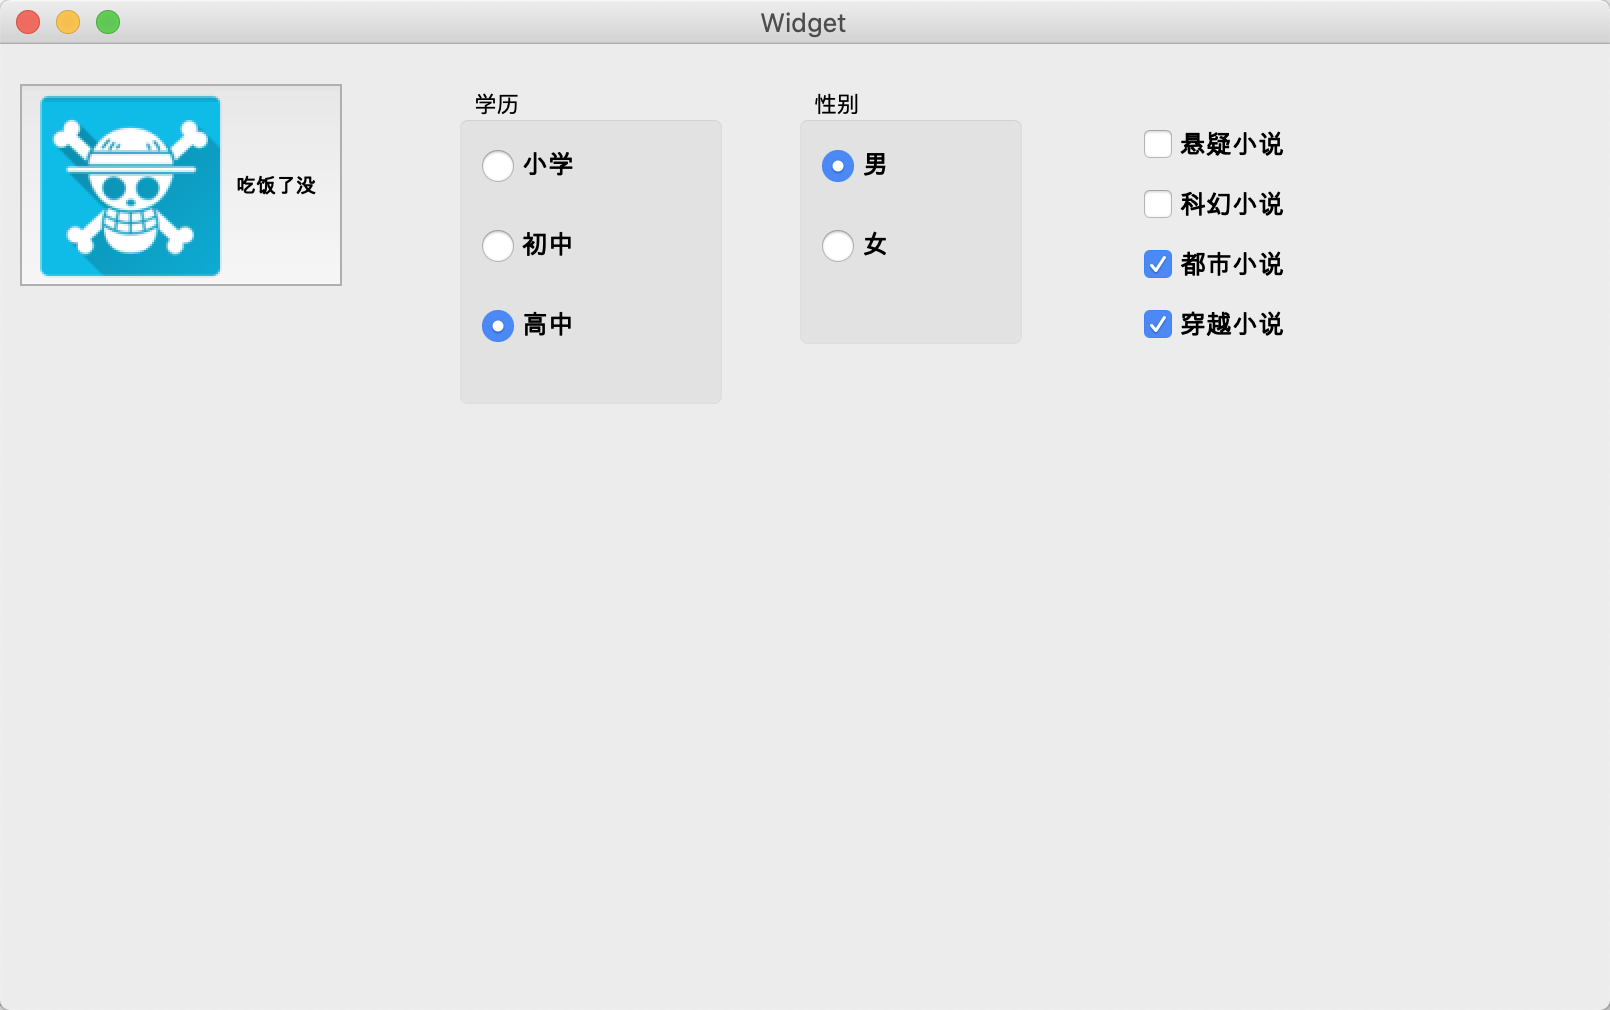 Widget
吃饭了没
学历
小学
初中
高中
性别
男
女
悬疑小说
科幻小说
都市小说
穿越小说